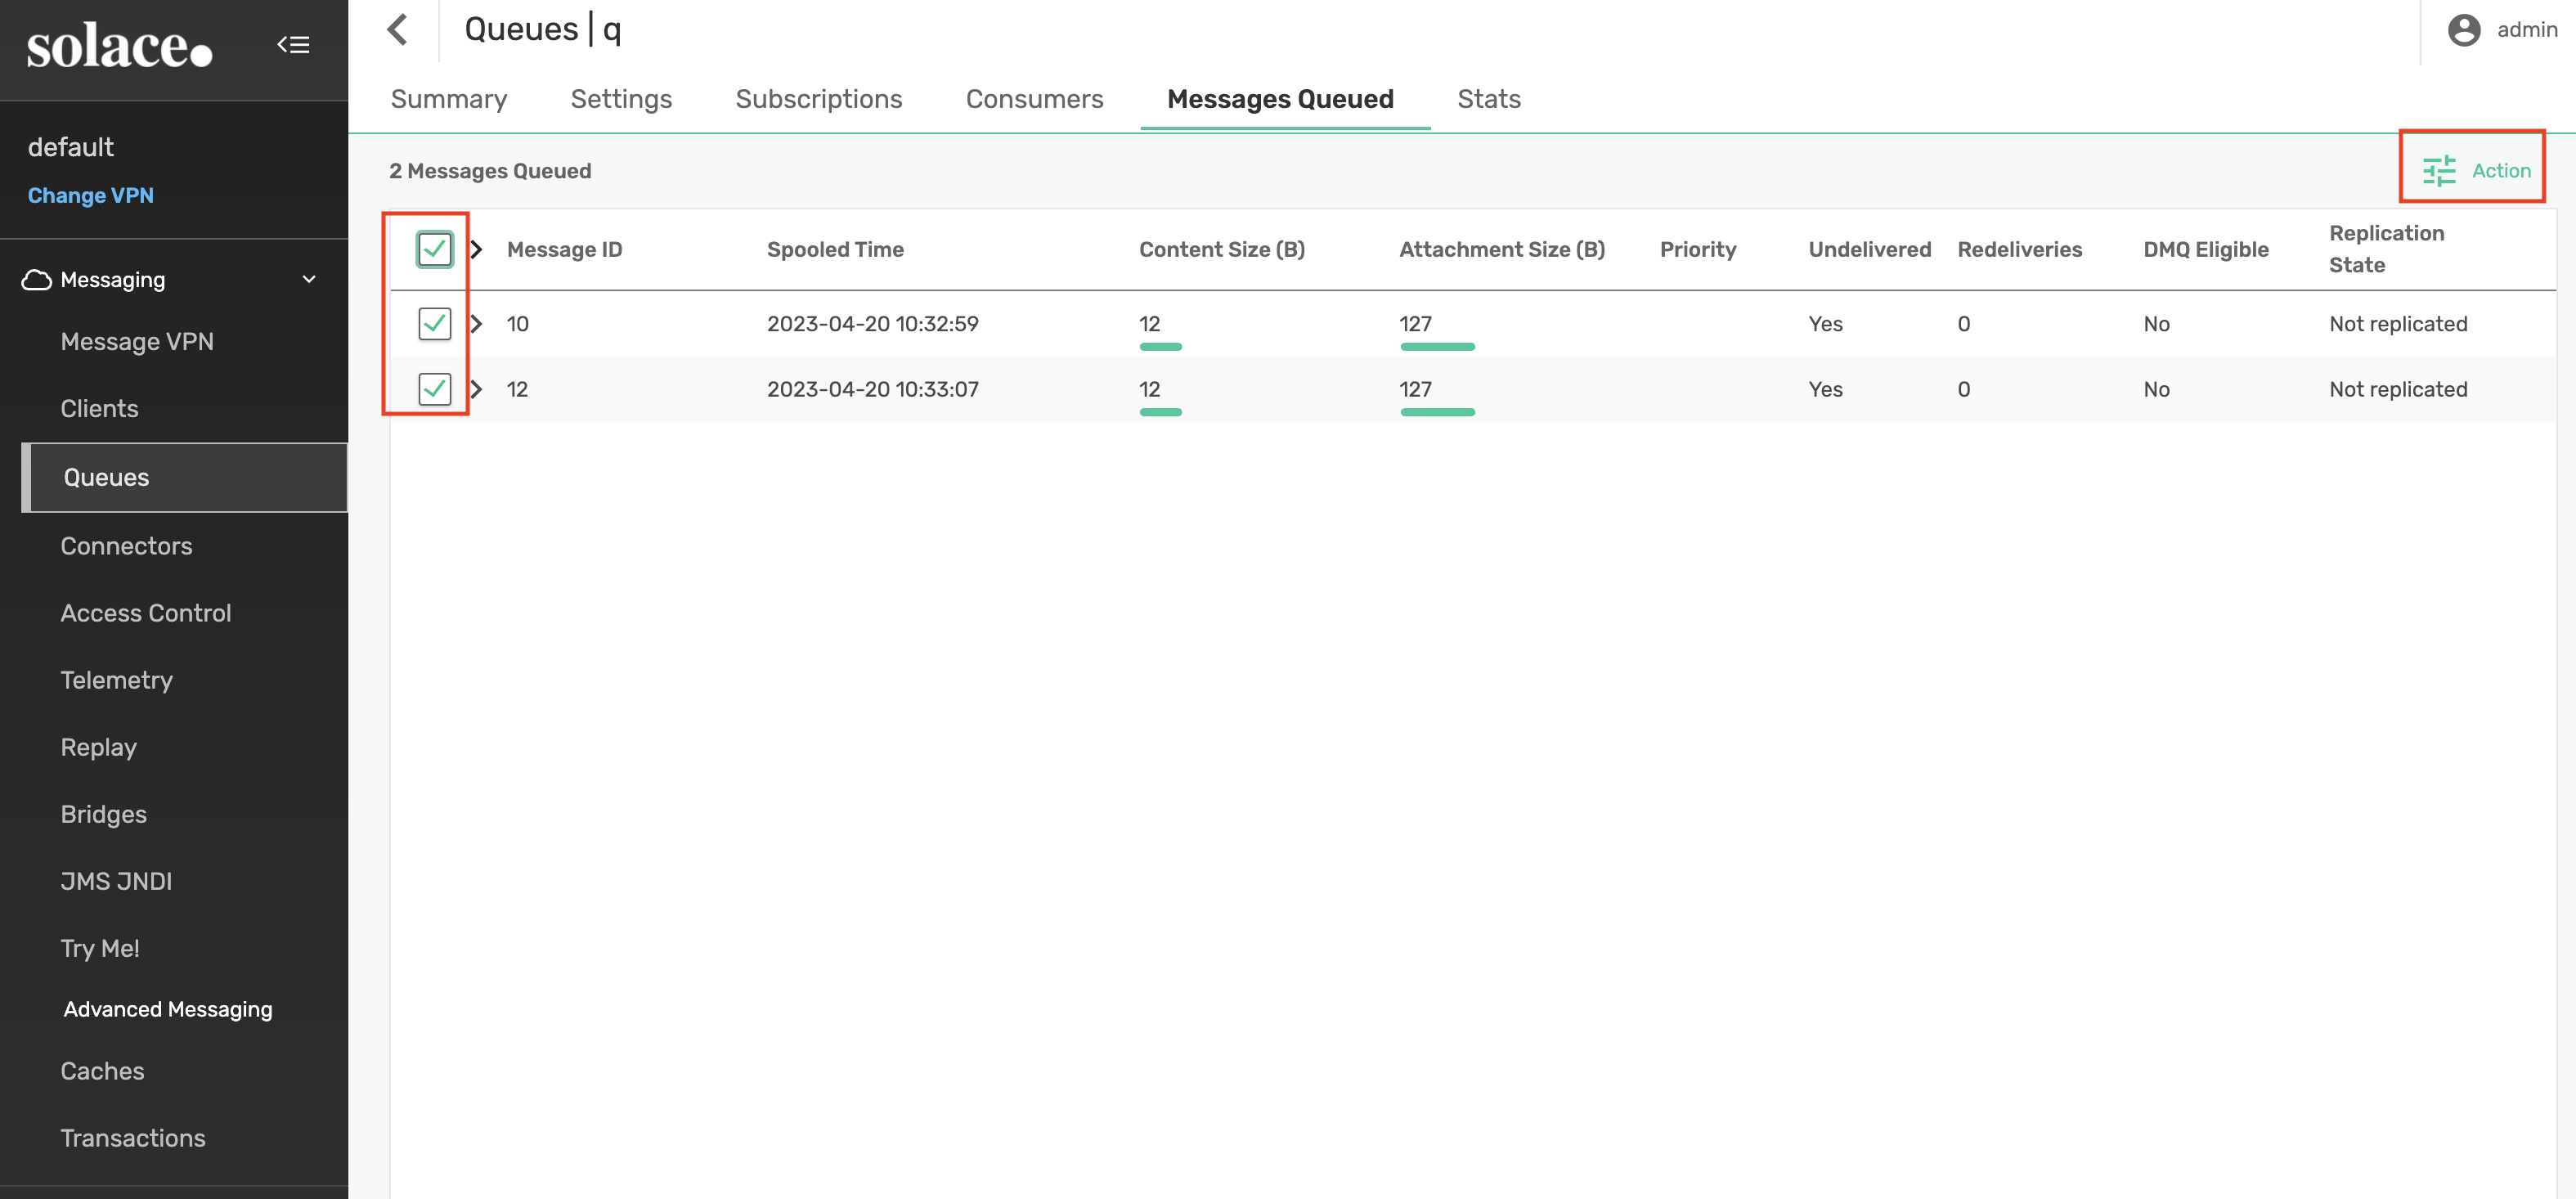 solace.
default
Change VPN
Messaging
Message VPN
Clients
Queues
Connectors
Access Control
Telemetry
Replay
Bridges
JMS JNDI
Try Me!
Advanced Messaging
Caches
Transactions
Queues | q
admin
Summary Settings Subscriptions Consumers Messages Queued Stats
2 Messages Queued
Action
Message ID Spooled Time Content Size (B) Attachment Size (B) Priority Undelivered Redeliveries DMQ Eligible Replication State
10 2023-04-20 10:32:59 12 127 Yes 0 No Not replicated
12 2023-04-20 10:33:07 12 127 Yes 0 No Not replicated